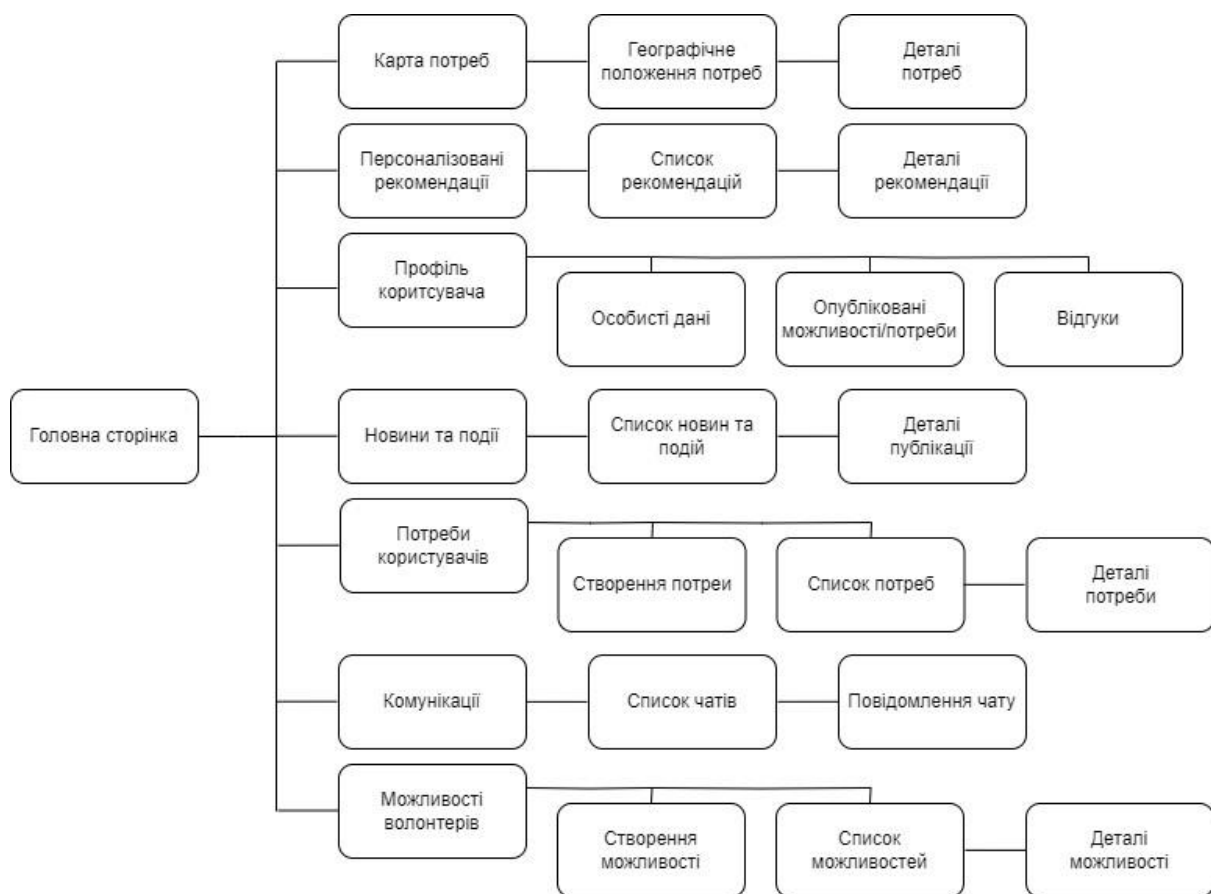 Карта потреб
Географічне
положення потреб
Деталі
потреб
Персоналізовані
рекомендації
Список
рекомендацій
Деталі
рекомендації
Профіль
коритсувача
Особисті дані
Опубліковані
можливості/потреби
Відгуки
Головна сторінка
Новини та події
Список новин та
подій
Деталі
публікації
Потреби
користувачів
Створення потреи
Список потреб
Деталі
потреби
Комунікації
Список чатів
Повідомлення чату
Можливості
волонтерів
Створення
можливості
Список
можливостей
Деталі
можливості